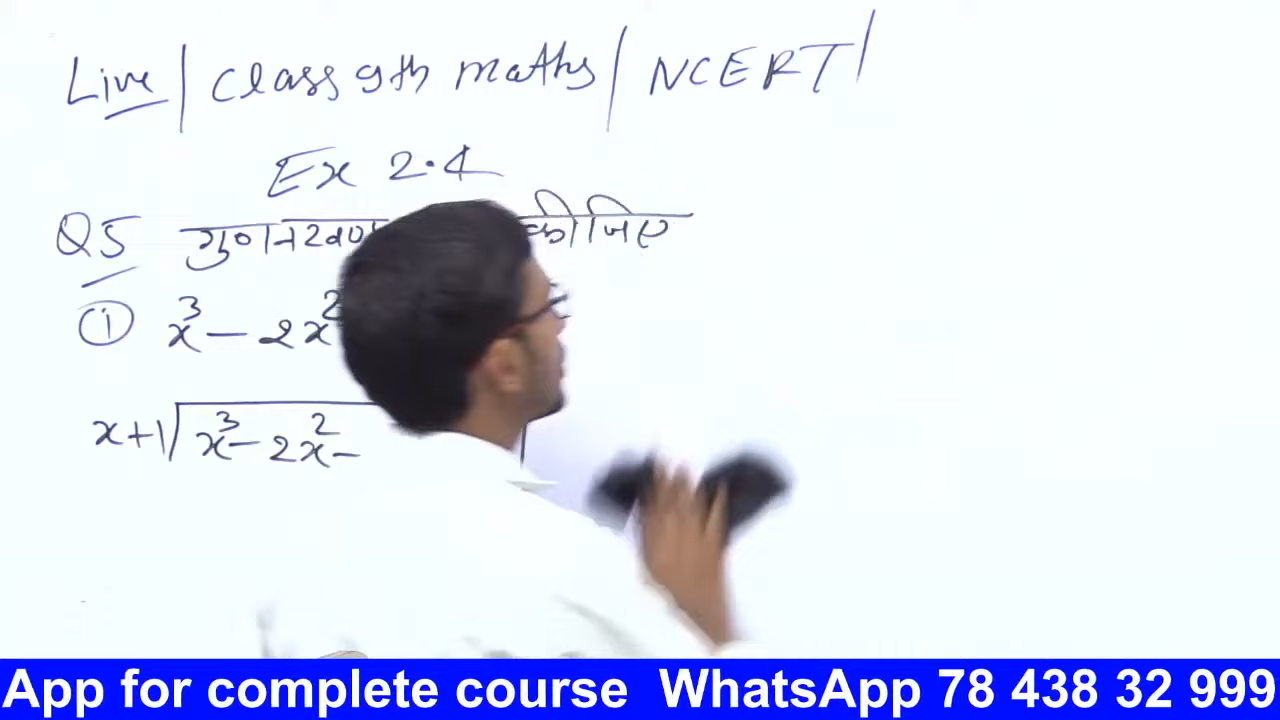 Live / Class 9th maths / NCERT /
Ex 2.4
Q5 कीजिए
① x³ - 2x²
x+1 √ x³ - 2x² -
App for complete course WhatsApp 78 438 32 999